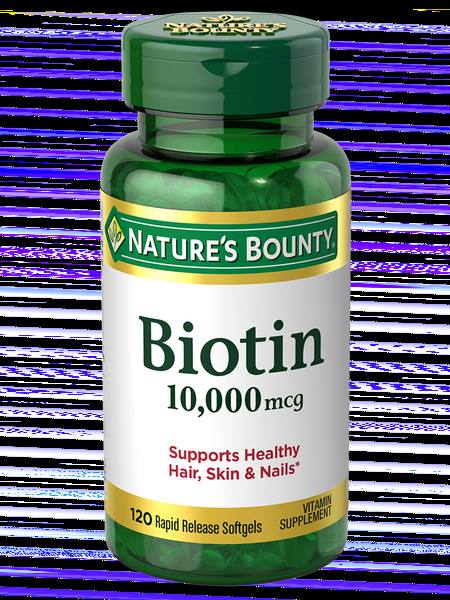 NATURE'S
BOUNTY
NATURE'S BOUNTY®
Biotin
10,000 mcg
Supports Healthy
Hair, Skin & Nails*
120 Rapid Release Softgels
VITAMIN
SUPPLEMENT